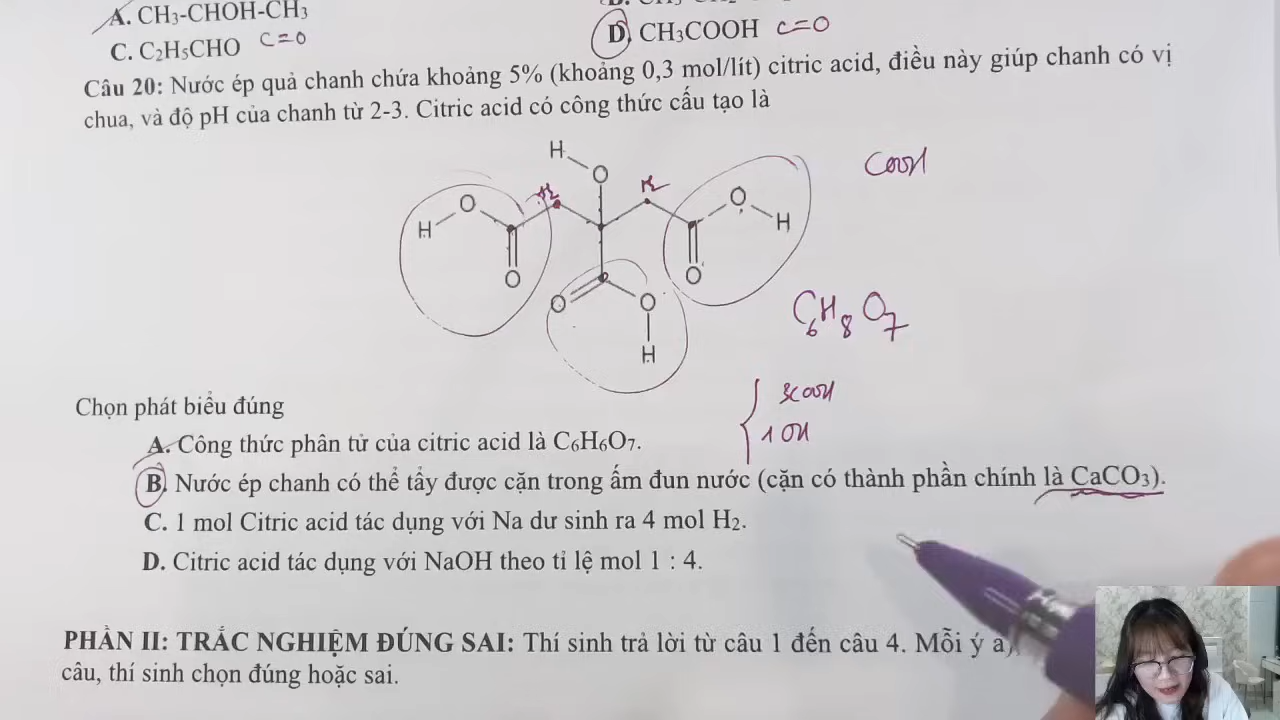 A. CH₃-CHOH-CH₃
C. C₂H₅CHO C=O
D. CH₃COOH C=O
Câu 20: Nước ép quả chanh chứa khoảng 5% (khoảng 0,3 mol/lít) citric acid, điều này giúp chanh có vị
chua, và độ pH của chanh từ 2-3. Citric acid có công thức cấu tạo là
H
O
H O O H
O O
O O
H
COOH
C₆H₈O₇
Chọn phát biểu đúng
3COOH
1 OH
A. Công thức phân tử của citric acid là C₆H₆O₇.
B. Nước ép chanh có thể tẩy được cặn trong ấm đun nước (cặn có thành phần chính là CaCO₃).
C. 1 mol Citric acid tác dụng với Na dư sinh ra 4 mol H₂.
D. Citric acid tác dụng với NaOH theo tỉ lệ mol 1 : 4.
PHẦN II: TRẮC NGHIỆM ĐÚNG SAI: Thí sinh trả lời từ câu 1 đến câu 4. Mỗi ý a)
câu, thí sinh chọn đúng hoặc sai.